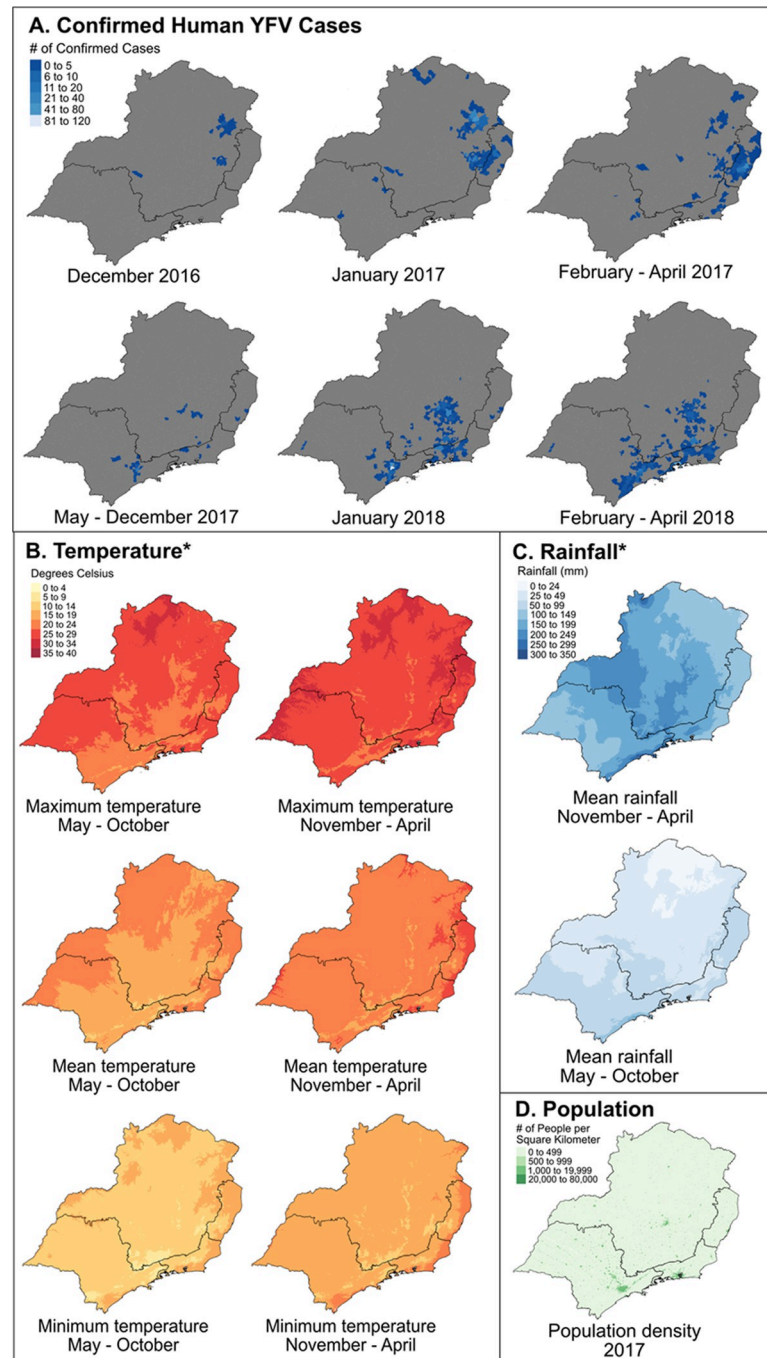 A. Confirmed Human YFV Cases
# of Confirmed Cases
0 to 5
6 to 10
11 to 20
21 to 40
41 to 80
81 to 120
December 2016
January 2017
February - April 2017
May - December 2017
January 2018
February - April 2018
B. Temperature*
Degrees Celsius
0 to 4
5 to 9
10 to 14
15 to 19
20 to 24
25 to 29
30 to 34
35 to 40
Maximum temperature
May - October
Maximum temperature
November - April
Mean temperature
May - October
Mean temperature
November - April
Minimum temperature
May - October
Minimum temperature
November - April
C. Rainfall*
Rainfall (mm)
0 to 24
25 to 49
50 to 99
100 to 149
150 to 199
200 to 249
250 to 299
300 to 350
Mean rainfall
November - April
Mean rainfall
May - October
D. Population
# of People per
Square Kilometer
0 to 499
500 to 999
1,000 to 19,999
20,000 to 80,000
Population density
2017